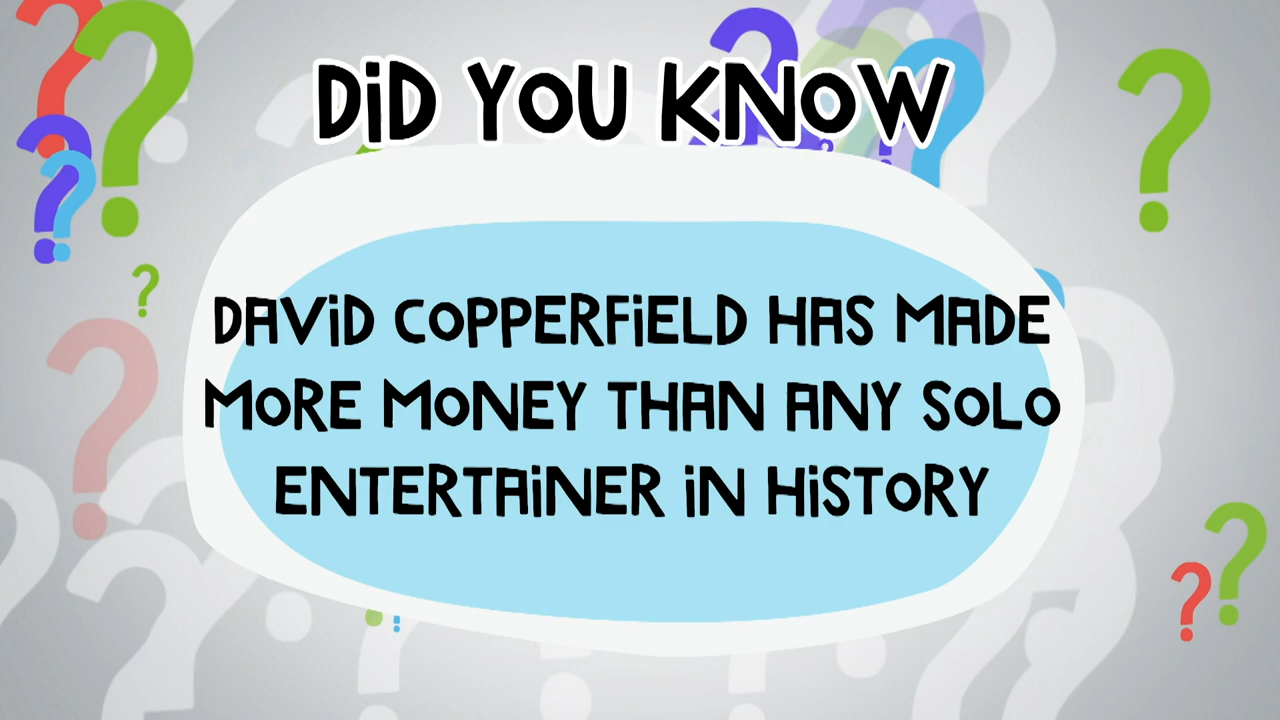 DiD YOU KNOW
DAViD COPPERFiELD HAS MADE
MORE MONEY THAN ANY SOLO
ENTERTAiNER iN HiSTORY